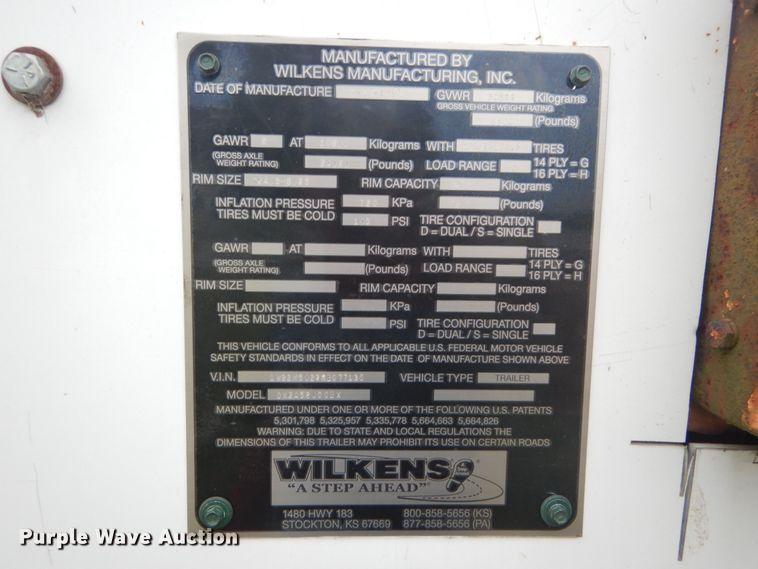 MANUFACTURED BY
WILKENS MANUFACTURING, INC.
DATE OF MANUFACTURE GVWR Kilograms
GROSS VEHICLE WEIGHT RATING
(Pounds)
GAWR AT Kilograms WITH TIRES
(GROSS AXLE WEIGHT RATING) (Pounds) LOAD RANGE 14 PLY = G
16 PLY = H
RIM SIZE RIM CAPACITY Kilograms
INFLATION PRESSURE KPa (Pounds)
TIRES MUST BE COLD PSI TIRE CONFIGURATION
D = DUAL / S = SINGLE
GAWR AT Kilograms WITH TIRES
(GROSS AXLE WEIGHT RATING) (Pounds) LOAD RANGE 14 PLY = G
16 PLY = H
RIM SIZE RIM CAPACITY Kilograms
INFLATION PRESSURE KPa (Pounds)
TIRES MUST BE COLD PSI TIRE CONFIGURATION
D = DUAL / S = SINGLE
THIS VEHICLE CONFORMS TO ALL APPLICABLE U.S. FEDERAL MOTOR VEHICLE
SAFETY STANDARDS IN EFFECT ON THE DATE OF MANUFACTURE SHOWN ABOVE
V.I.N. VEHICLE TYPE TRAILER
MODEL
MANUFACTURED UNDER ONE OR MORE OF THE FOLLOWING U.S. PATENTS
5,301,798 5,325,957 5,335,778 5,664,663 5,664,826
WARNING: DUE TO STATE AND LOCAL REGULATIONS THE
DIMENSIONS OF THIS TRAILER MAY PROHIBIT ITS USE ON CERTAIN ROADS
WILKENS
"A STEP AHEAD"
1480 HWY 183 800-858-5656 (KS)
STOCKTON, KS 67669 877-858-5656 (PA)
Purple Wave Auction